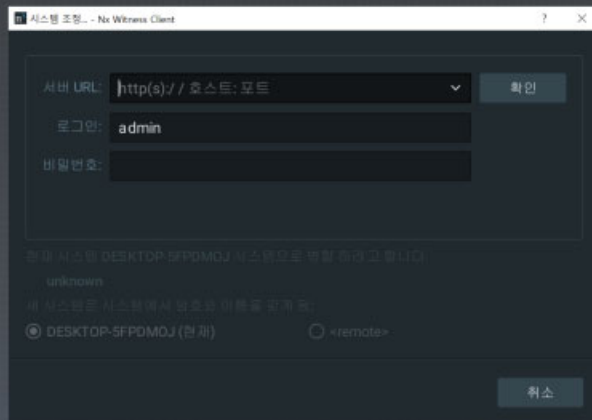 시스템 조정... - Nx Witness Client
서버 URL: http(s):/ / 호스트: 포트 확인
로그인: admin
비밀번호:
현재 시스템 DESKTOP-5FPDMOJ 시스템으로 병합 하려고 합니다.
unknown
새 시스템은 시스템에서 암호와 이름을 갖게 됨:
DESKTOP-5FPDMOJ (현재) <remote>
취소